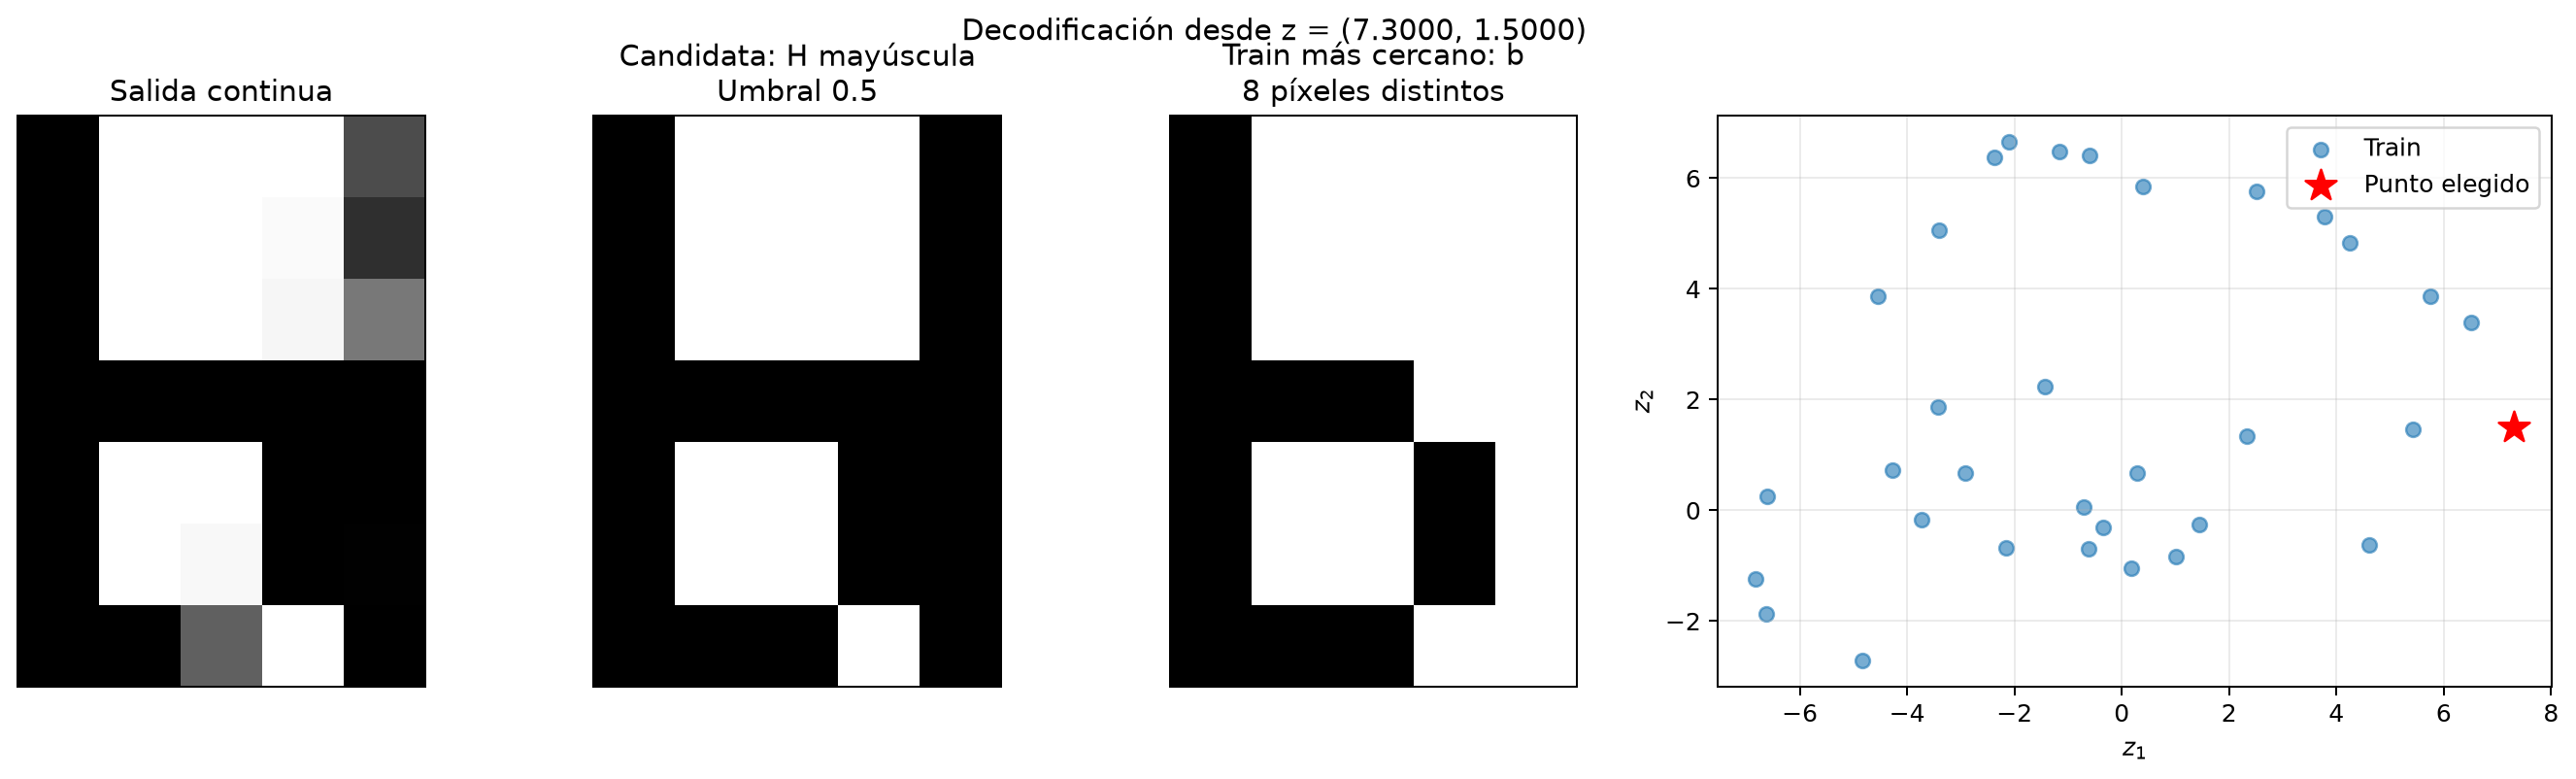 Decodificación desde z = (7.3000, 1.5000)
Salida continua
Candidata: H mayúscula
Umbral 0.5
Train más cercano: b
8 píxeles distintos
Train
Punto elegido
6
4
2
0
−2
z₂
−6
−4
−2
0
2
4
6
8
z₁